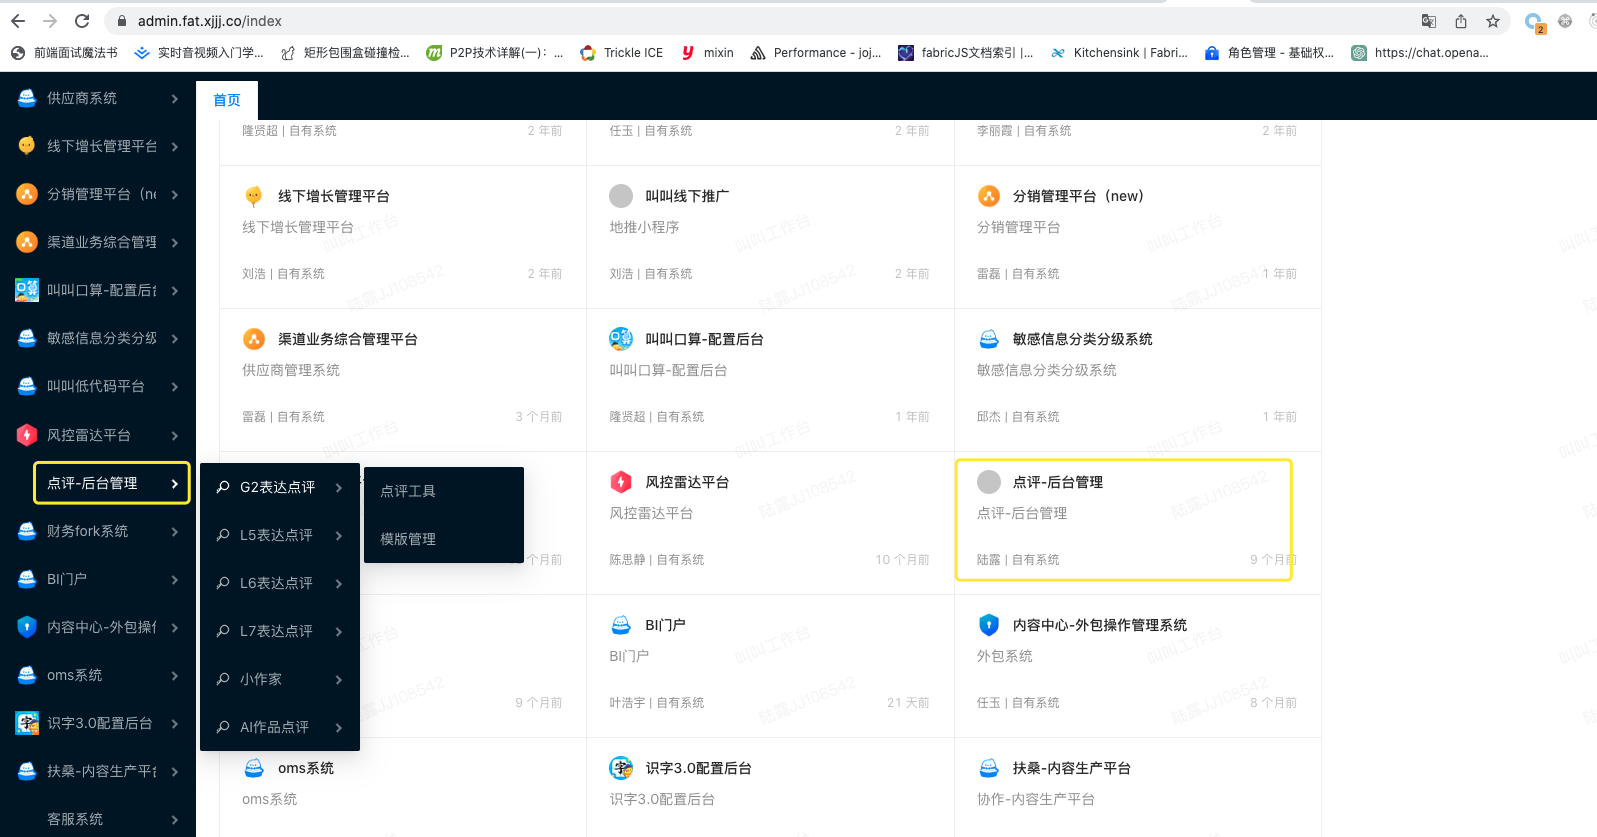 admin.fat.xjjj.co/index
2
前端面试魔法书
实时音视频入门学...
矩形包围盒碰撞检...
P2P技术详解(一)：...
Trickle ICE
mixin
Performance - joj...
fabricJS文档索引 |...
Kitchensink | Fabri...
角色管理 - 基础权...
https://chat.opena...
供应商系统
线下增长管理平台
分销管理平台（ne
渠道业务综合管理
叫叫口算-配置后台
敏感信息分类分级
叫叫低代码平台
风控雷达平台
点评-后台管理
财务fork系统
BI门户
内容中心-外包操作
oms系统
识字3.0配置后台
扶桑-内容生产平台
客服系统
G2表达点评
L5表达点评
L6表达点评
L7表达点评
小作家
AI作品点评
点评工具
模版管理
首页
隆贤超 | 自有系统
2 年前
任玉 | 自有系统
2 年前
李丽霞 | 自有系统
2 年前
线下增长管理平台
线下增长管理平台
刘浩 | 自有系统
2 年前
叫叫线下推广
地推小程序
刘浩 | 自有系统
2 年前
分销管理平台（new）
分销管理平台
雷磊 | 自有系统
1 年前
渠道业务综合管理平台
供应商管理系统
雷磊 | 自有系统
3 个月前
叫叫口算-配置后台
叫叫口算-配置后台
隆贤超 | 自有系统
1 年前
敏感信息分类分级系统
敏感信息分类分级系统
邱杰 | 自有系统
1 年前
个月前
风控雷达平台
风控雷达平台
陈思静 | 自有系统
10 个月前
点评-后台管理
点评-后台管理
陆露 | 自有系统
9 个月前
9 个月前
BI门户
BI门户
叶浩宇 | 自有系统
21 天前
内容中心-外包操作管理系统
外包系统
任玉 | 自有系统
8 个月前
oms系统
oms系统
识字3.0配置后台
识字3.0配置后台
扶桑-内容生产平台
协作-内容生产平台
叫叫工作台
陆露JJ108542